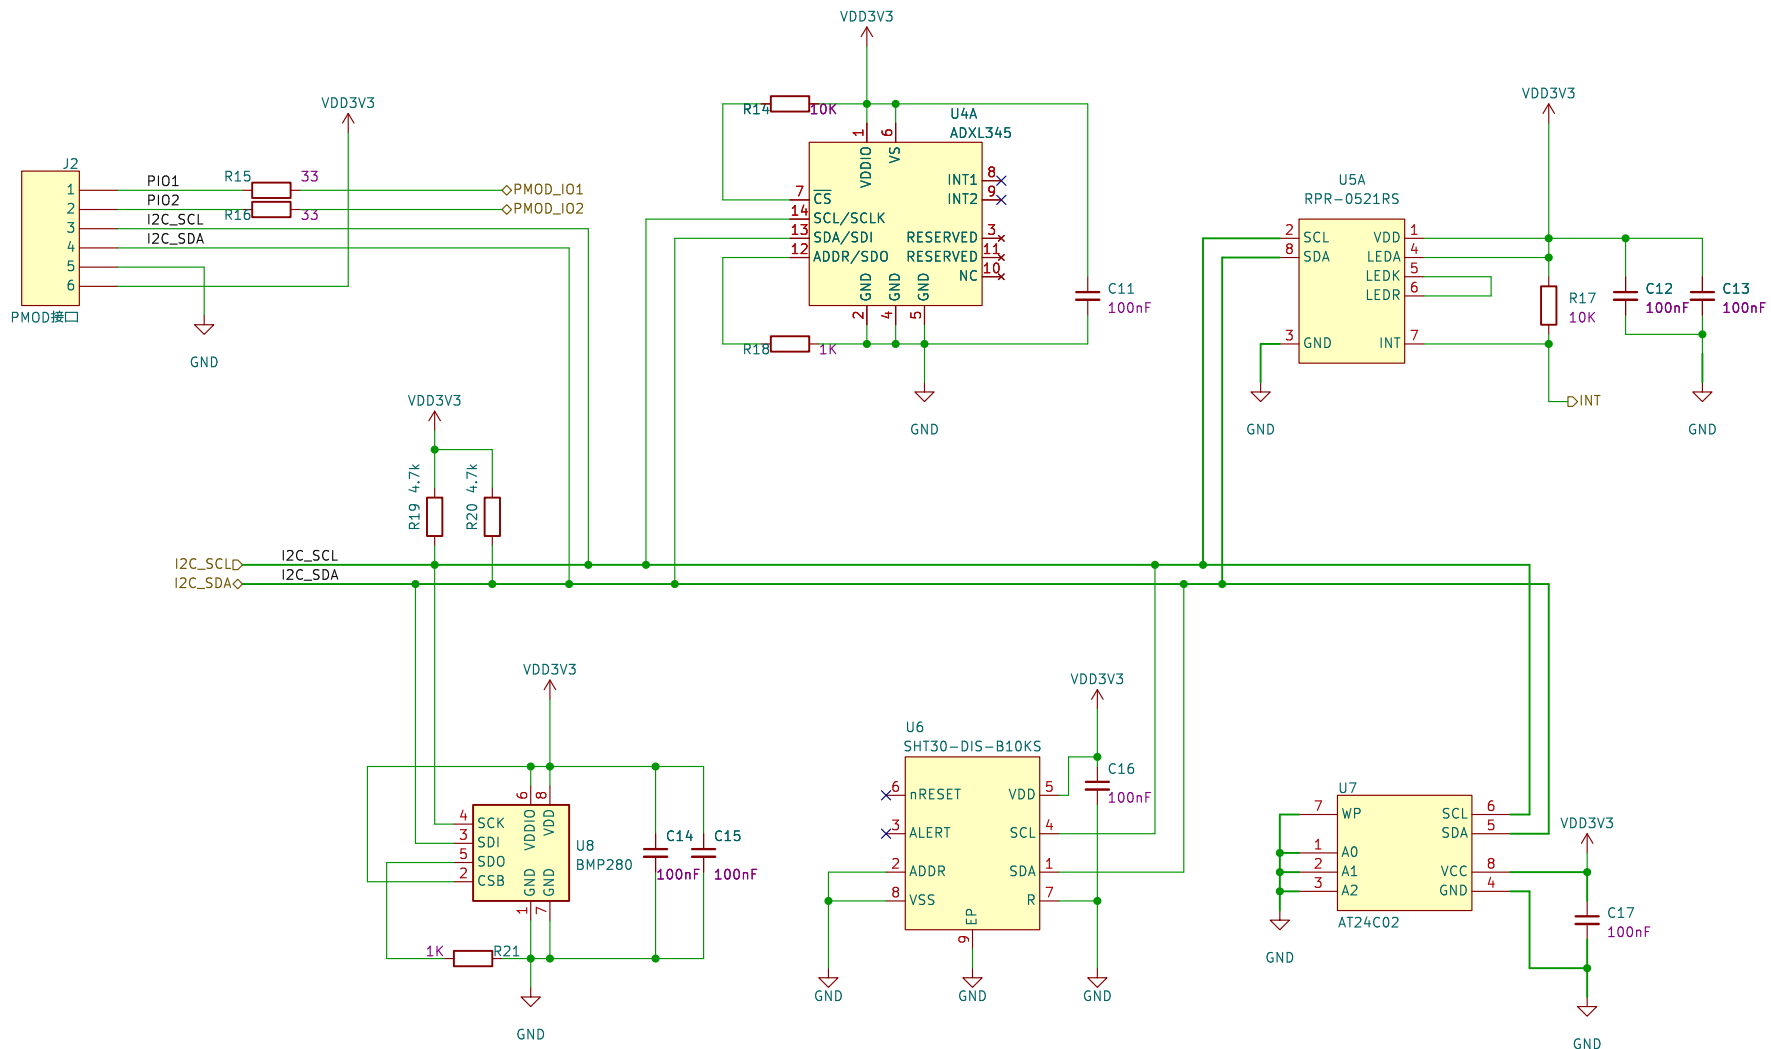 VDD3V3
R14
10K
U4A
ADXL345
1
6
VDDIO
VS
7
CS
14
SCL/SCLK
13
SDA/SDI
12
ADDR/SDO
INT1
8
INT2
9
RESERVED
3
RESERVED
11
NC
10
GND
GND
GND
2
4
5
R18
1K
C11
100nF
GND
VDD3V3
J2
1
2
3
4
5
6
PMOD接口
PIO1
PIO2
I2C_SCL
I2C_SDA
R15
33
R16
33
PMOD_IO1
PMOD_IO2
GND
VDD3V3
U5A
RPR-0521RS
2
SCL
8
SDA
3
GND
VDD
1
LEDA
4
LEDK
5
LEDR
6
INT
7
R17
10K
C12
100nF
C13
100nF
INT
GND
GND
VDD3V3
R19 4.7k
R20 4.7k
I2C_SCL
I2C_SDA
I2C_SCL
I2C_SDA
VDD3V3
6
8
VDDIO
VDD
4
SCK
3
SDI
5
SDO
2
CSB
GND
GND
1
7
U8
BMP280
C14
100nF
C15
100nF
1K
R21
GND
VDD3V3
U6
SHT30-DIS-B10KS
6
nRESET
3
ALERT
2
ADDR
8
VSS
VDD
5
SCL
4
SDA
1
R
7
EP
9
C16
100nF
GND
GND
GND
U7
7
WP
1
A0
2
A1
3
A2
SCL
6
SDA
5
VCC
8
GND
4
AT24C02
VDD3V3
C17
100nF
GND
GND